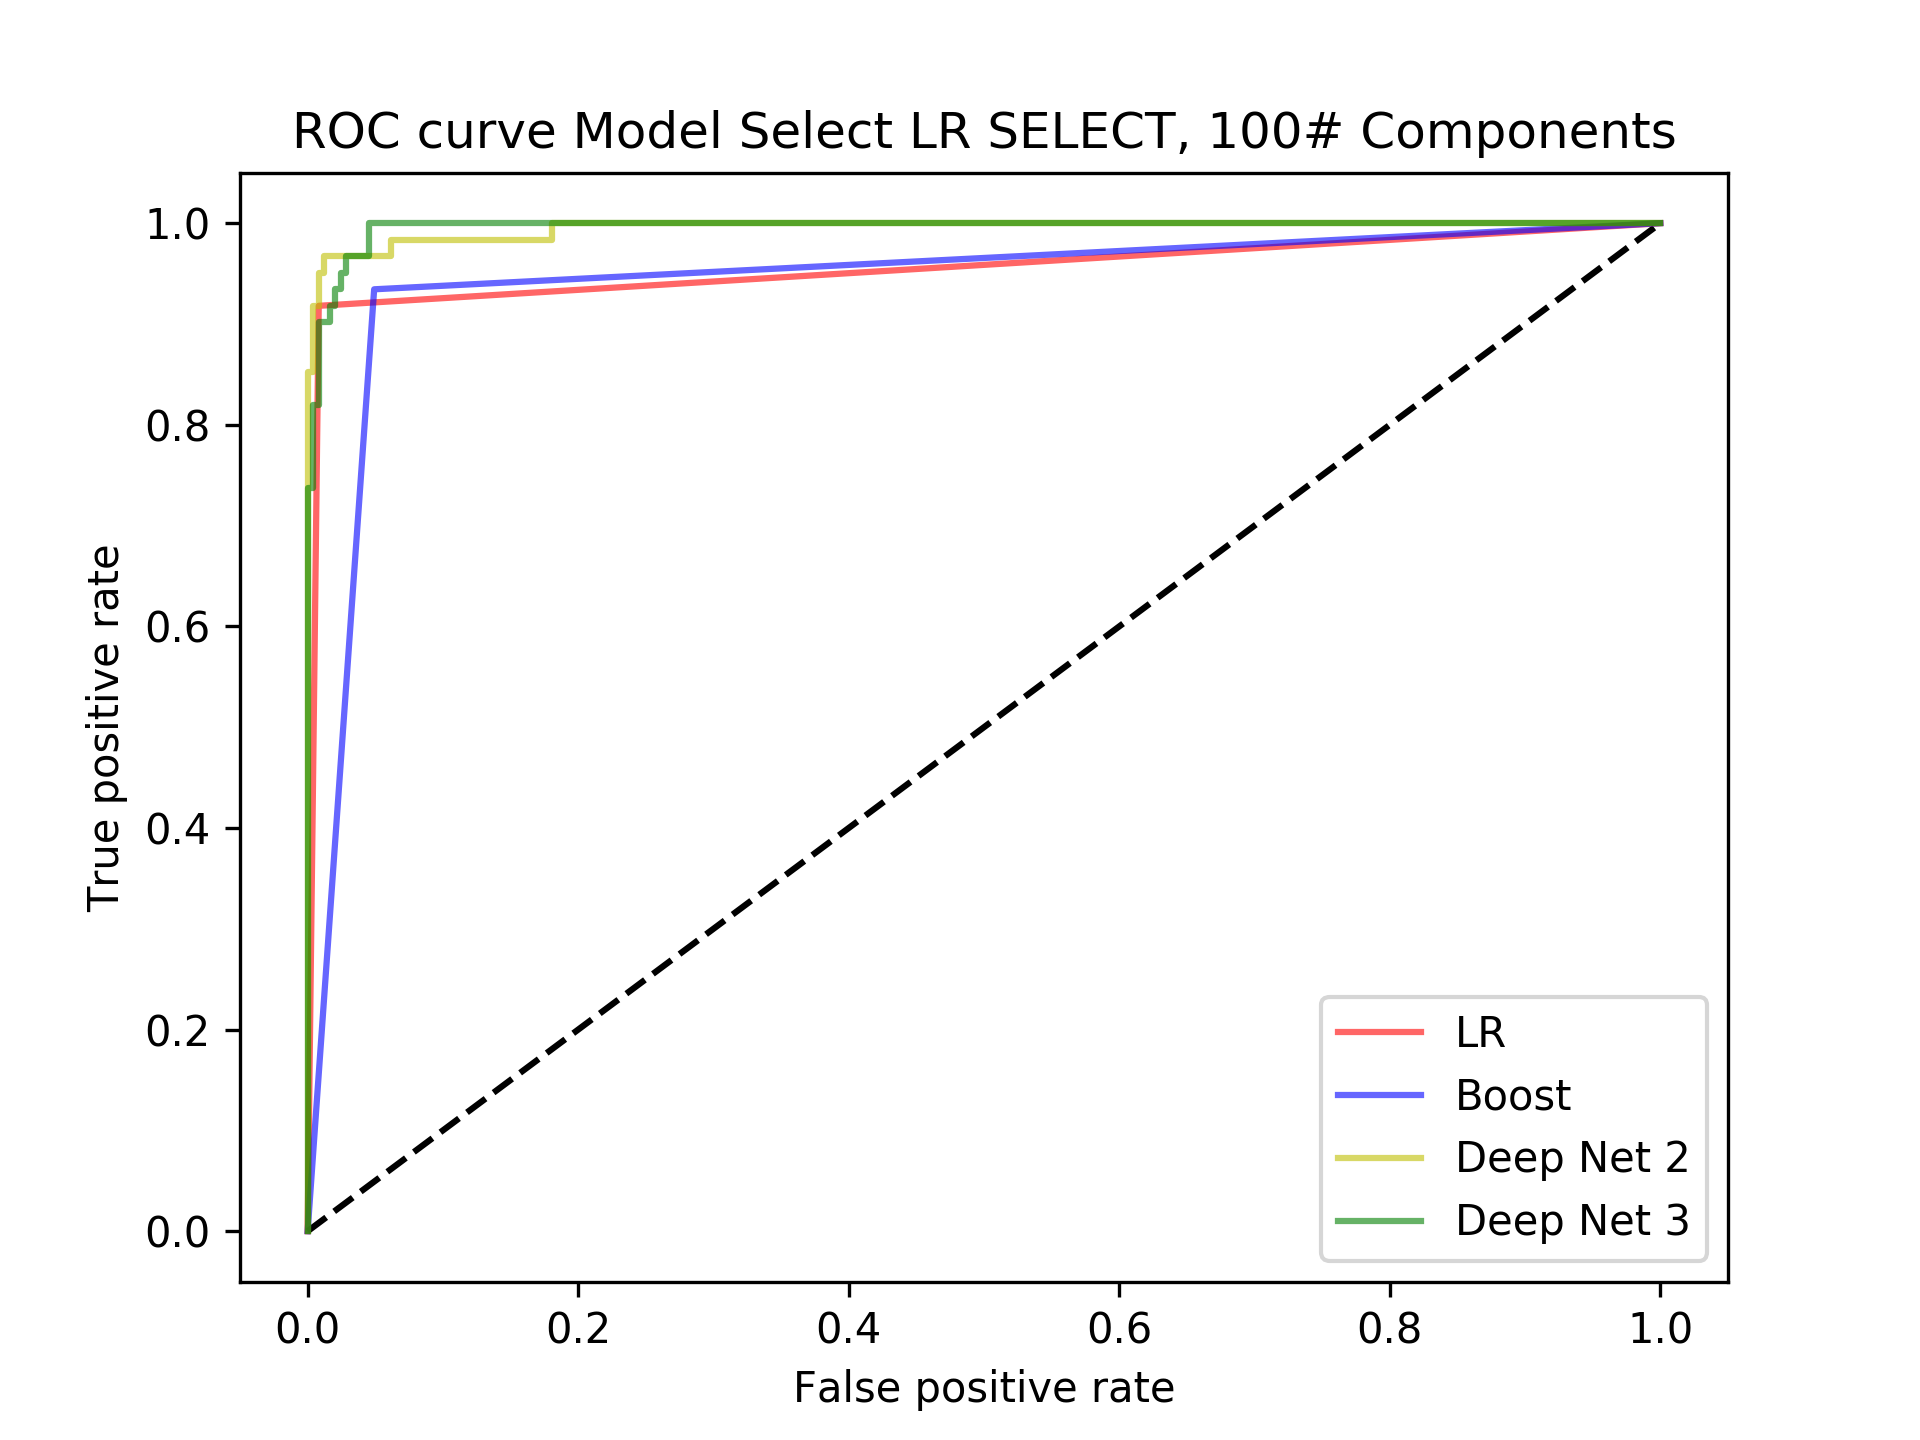 ROC curve Model Select LR SELECT, 100# Components
1.0
0.8
0.6
0.4
0.2
0.0
True positive rate
0.0 0.2 0.4 0.6 0.8 1.0
False positive rate
LR
Boost
Deep Net 2
Deep Net 3